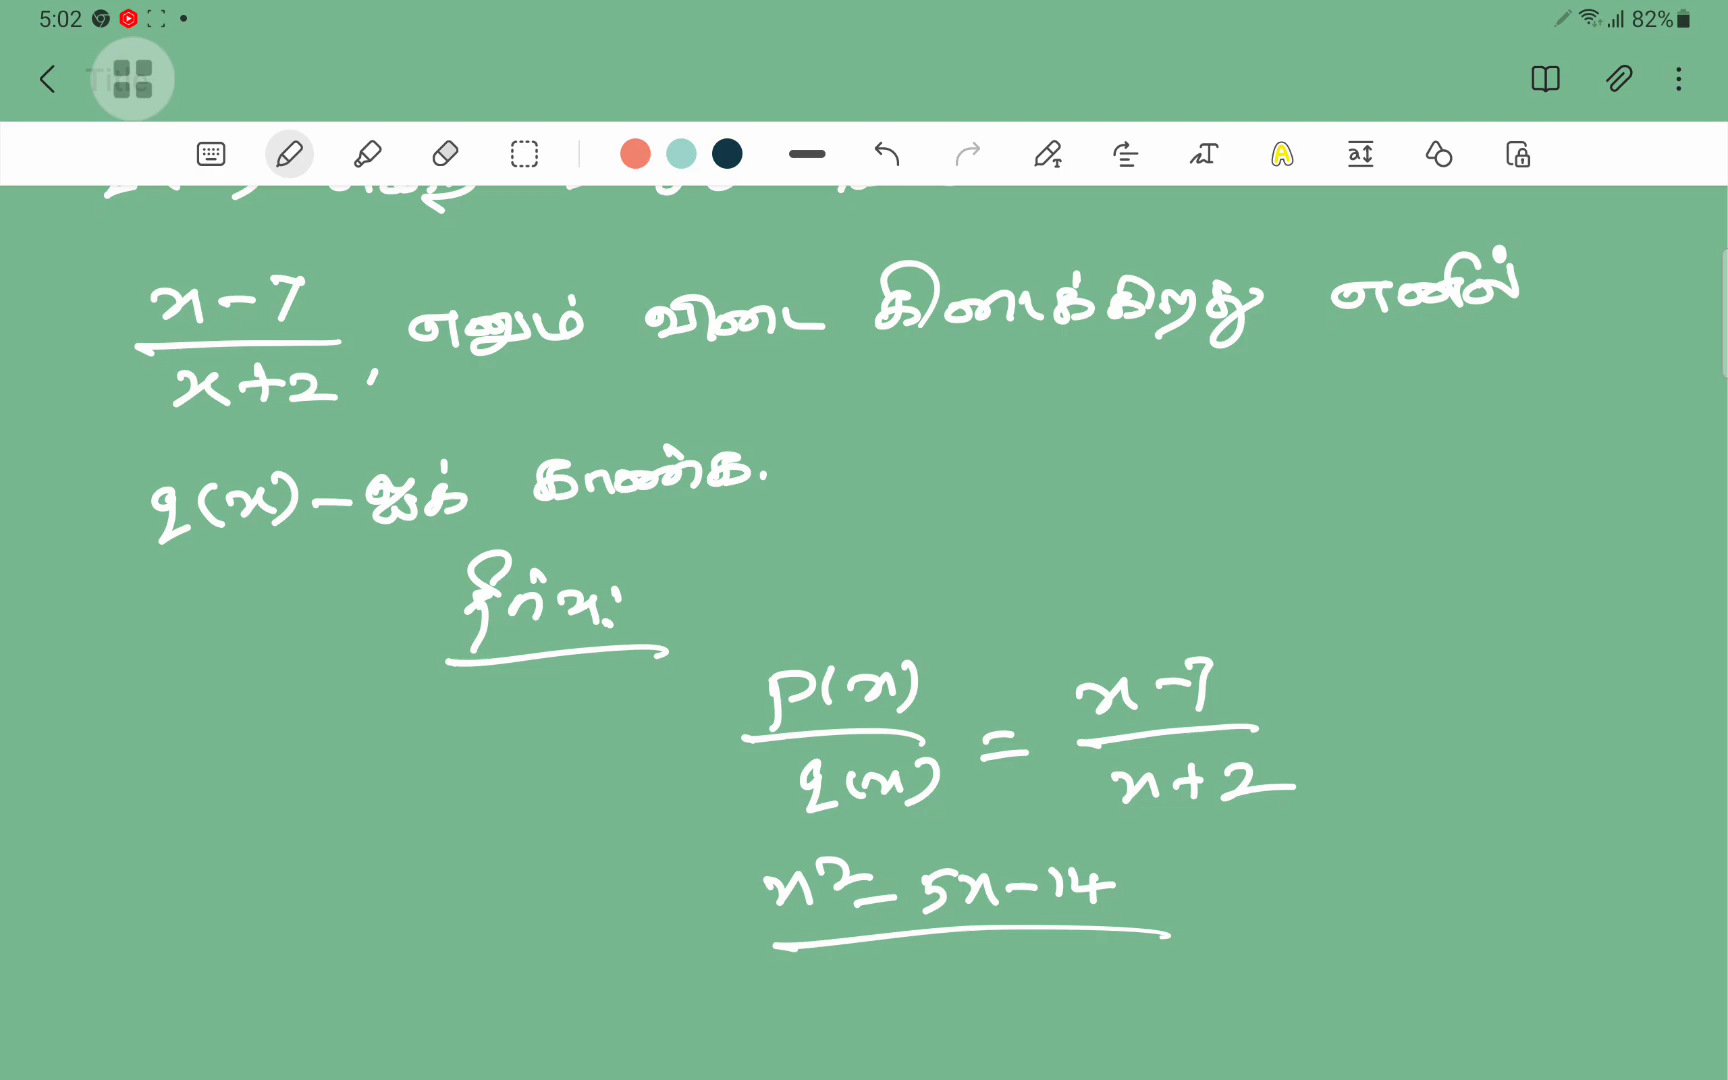 5:02 82%
x-7
x+2, எனும் விடை கிடைக்கிறது எனில்
q(x)-ஐக் காண்க.
தீர்வு:
p(x)
q(x) = x-7
x+2
x²-5x-14